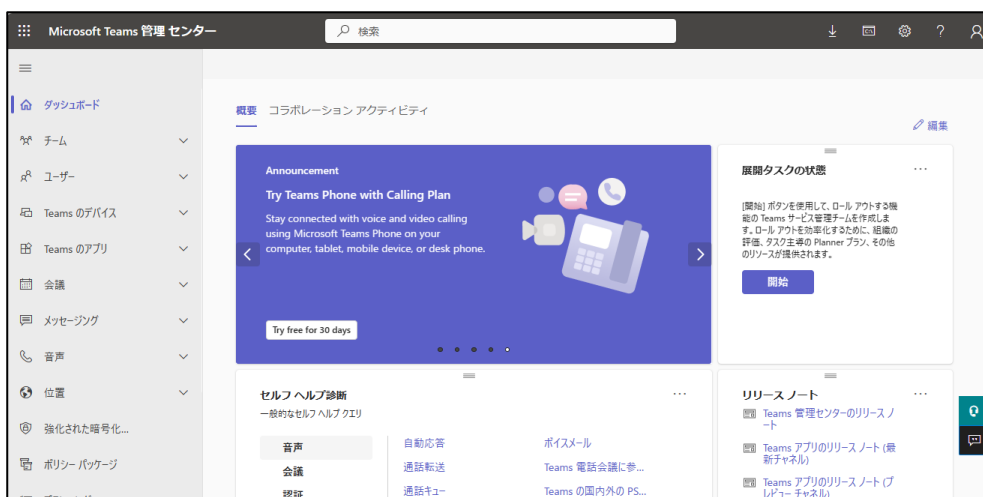 Microsoft Teams 管理 センター
検索
ダッシュボード
チーム
ユーザー
Teams のデバイス
Teams のアプリ
会議
メッセージング
音声
位置
強化された暗号化...
ポリシー パッケージ
概要
コラボレーション アクティビティ
編集
Announcement
Try Teams Phone with Calling Plan
Stay connected with voice and video calling
using Microsoft Teams Phone on your
computer, tablet, mobile device, or desk phone.
Try free for 30 days
展開タスクの状態
[開始] ボタンを使用して、ロール アウトする機
能の Teams サービス管理チームを作成しま
す。ロール アウトを効率化するために、組織の
評価、タスク主導の Planner プラン、その他
のリソースが提供されます。
開始
セルフ ヘルプ診断
一般的なセルフ ヘルプ クエリ
音声
会議
認証
自動応答
通話転送
通話キュー
ボイスメール
Teams 電話会議に参...
Teams の国内外の PS...
リリース ノート
Teams 管理センターのリリース ノ
ート
Teams アプリのリリース ノート (最
新チャネル)
Teams アプリのリリース ノート (プ
レビュー チャネル)